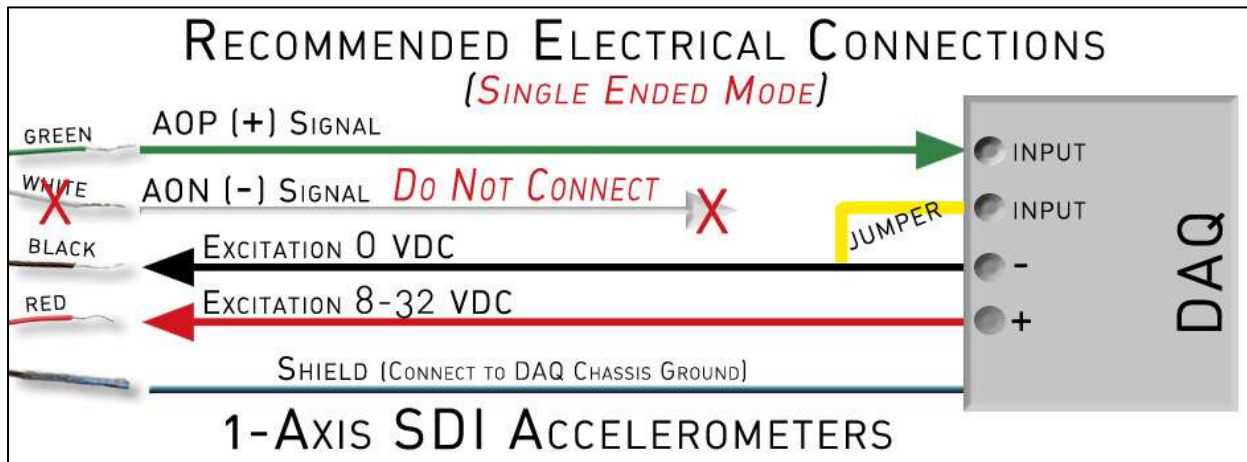 RECOMMENDED ELECTRICAL CONNECTIONS
(SINGLE ENDED MODE)
GREEN
AOP (+) SIGNAL
INPUT
WHITE
AON (-) SIGNAL DO NOT CONNECT
X
X
JUMPER
INPUT
BLACK
EXCITATION 0 VDC
-
RED
EXCITATION 8-32 VDC
+
DAQ
SHIELD (CONNECT TO DAQ CHASSIS GROUND)
1-AXIS SDI ACCELEROMETERS